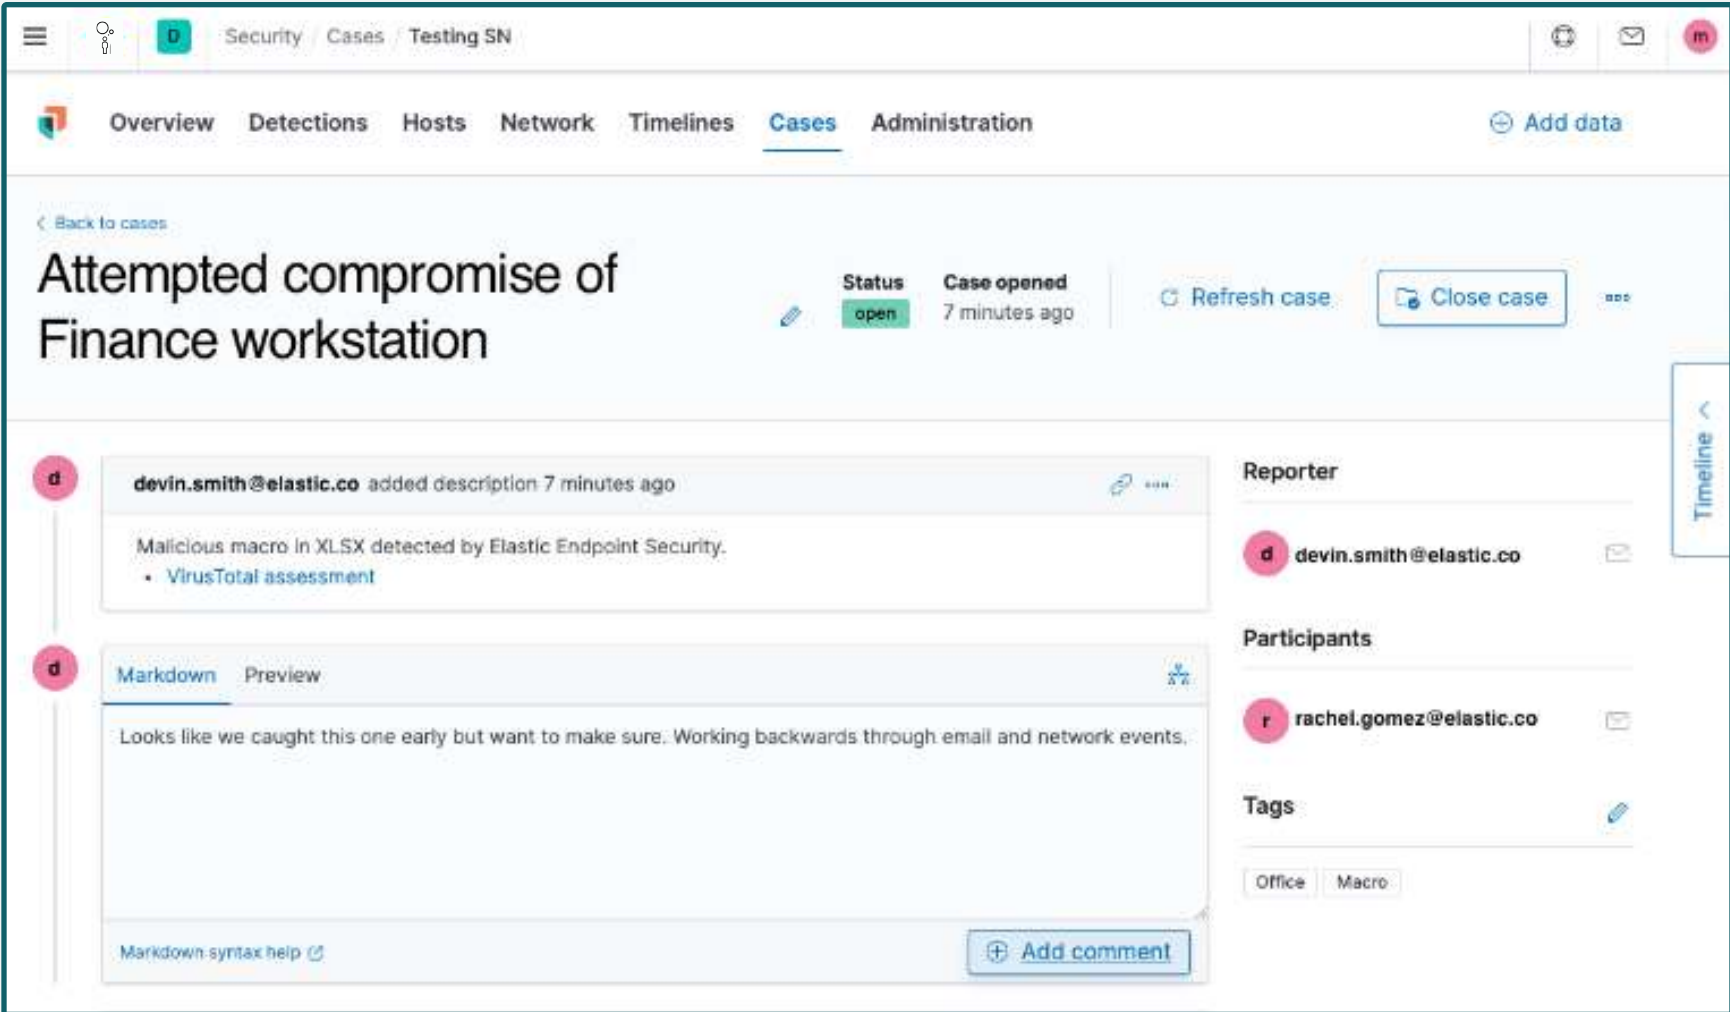 D Security / Cases / Testing SN m
Overview Detections Hosts Network Timelines Cases Administration Add data
Back to cases
Attempted compromise of
Finance workstation
Status Case opened
open 7 minutes ago
Refresh case Close case
Timeline
d devin.smith@elastic.co added description 7 minutes ago
Malicious macro in XLSX detected by Elastic Endpoint Security.
• VirusTotal assessment
d Markdown Preview
Looks like we caught this one early but want to make sure. Working backwards through email and network events.
Markdown syntax help Add comment
Reporter
d devin.smith@elastic.co
Participants
r rachel.gomez@elastic.co
Tags
Office Macro